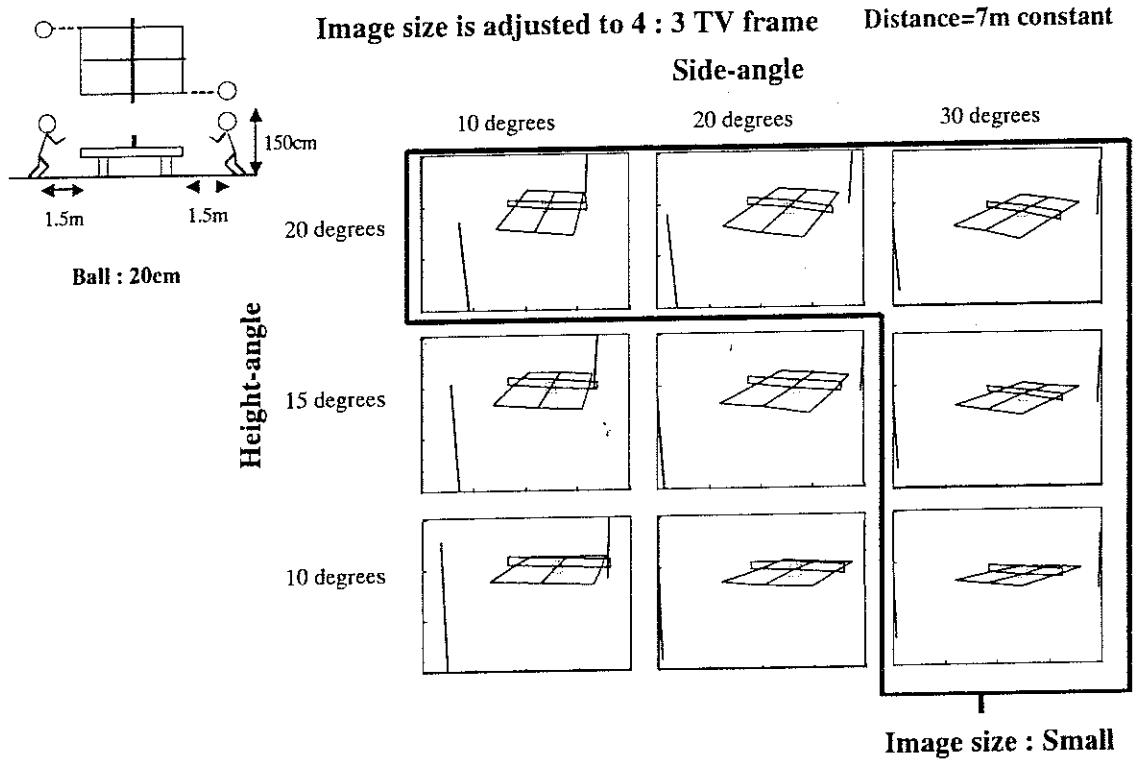 Image size is adjusted to 4 : 3 TV frame
Distance=7m constant
Side-angle
10 degrees
20 degrees
30 degrees
150cm
1.5m
1.5m
Ball : 20cm
Height-angle
20 degrees
15 degrees
10 degrees
Image size : Small